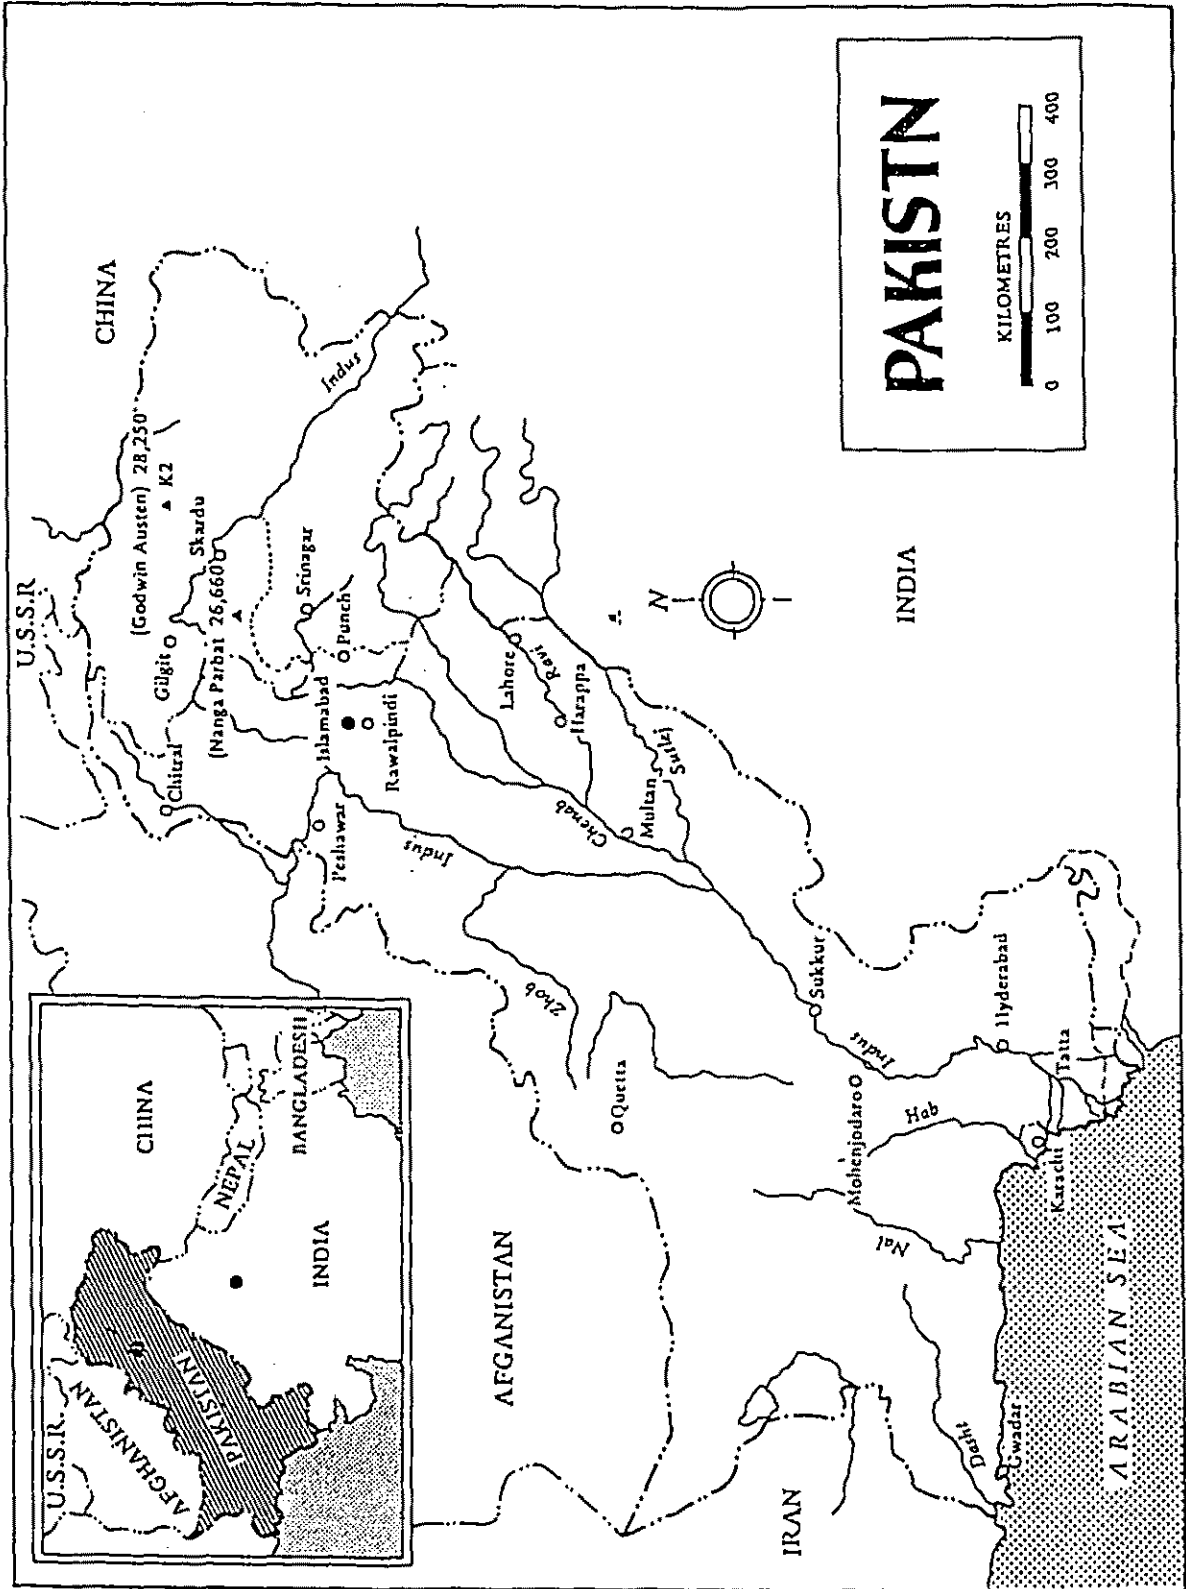 U.S.S.R.
AFGHANISTAN
PAKISTAN
CHINA
NEPAL
INDIA
BANGLADESH
U.S.S.R
CHINA
(Godwin Austen) 28,250
K2
Chitral
Gilgit
Skardu
(Nanga Parbat 26,660
Indus
Srinagar
Punch
Islamabad
Rawalpindi
Peshawar
Indus
Lahore
Ravi
Harappa
Chenab
Multan
Sutlej
Zhob
AFGANISTAN
Quetta
N
INDIA
Sukkur
Indus
Mohenjodaro
Hab
Nal
Hyderabad
Tatta
Karachi
IRAN
Dasht
Gwadar
ARABIAN SEA
PAKISTN
KILOMETRES
0 100 200 300 400